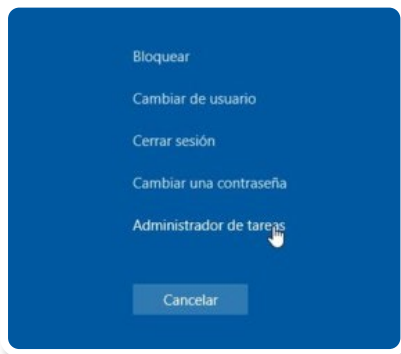 Bloquear
Cambiar de usuario
Cerrar sesión
Cambiar una contraseña
Administrador de tareas
Cancelar